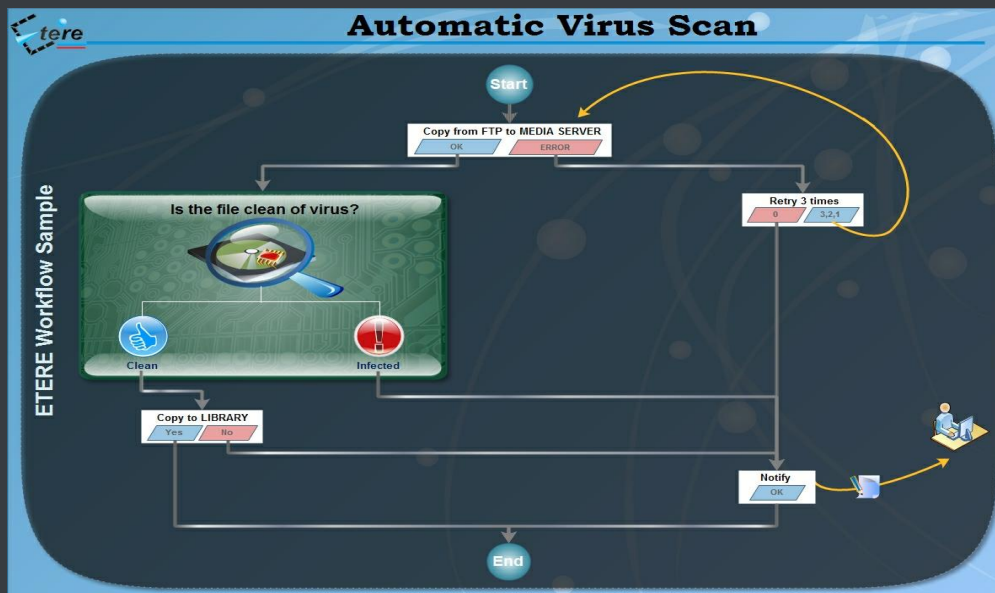 Etere
Automatic Virus Scan
ETERE Workflow Sample
Start
Copy from FTP to MEDIA SERVER
OK
ERROR
Is the file clean of virus?
Retry 3 times
0
3,2,1
Clean
Infected
Copy to LIBRARY
Yes
No
Notify
OK
End